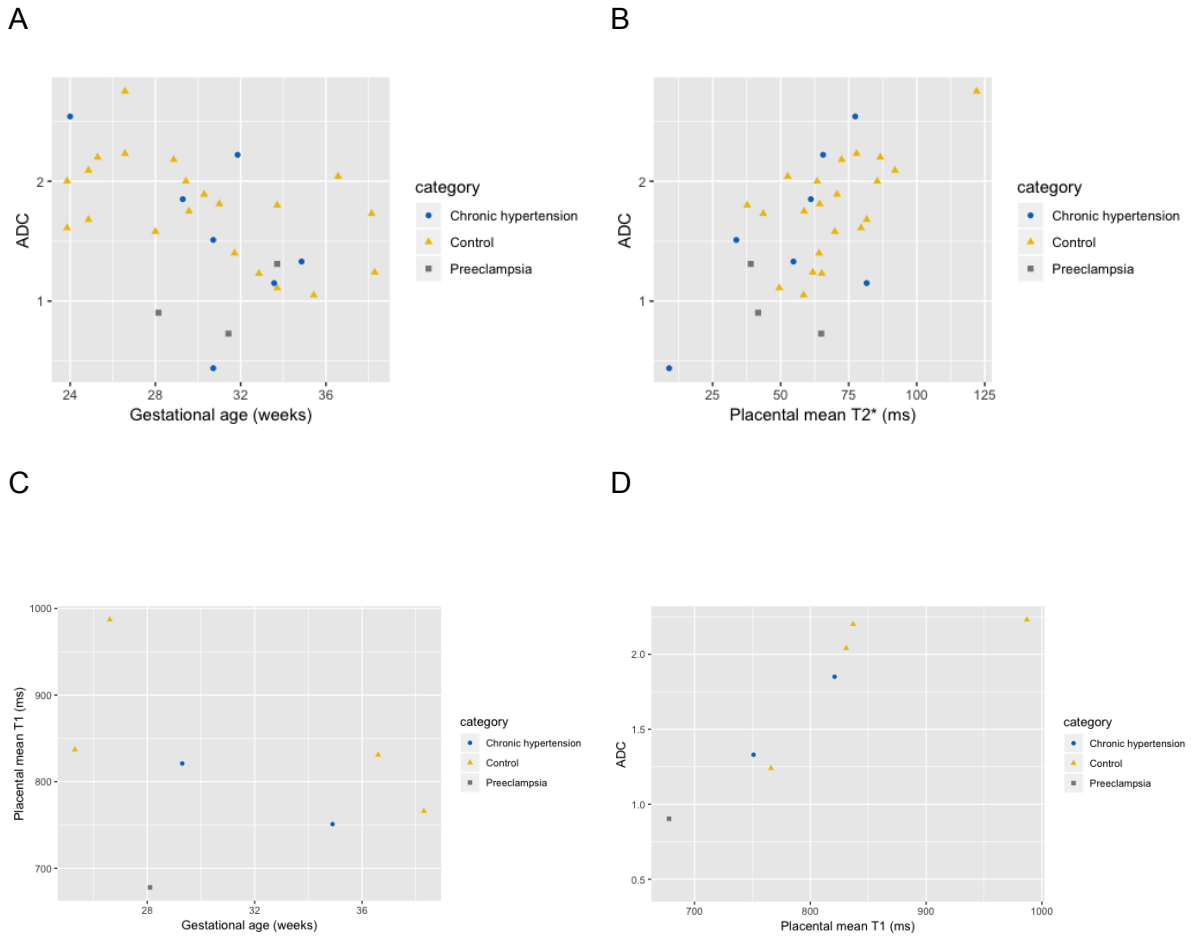 A
ADC
2
1
24 28 32 36
Gestational age (weeks)
category
Chronic hypertension
Control
Preeclampsia
B
ADC
2
1
25 50 75 100 125
Placental mean T2* (ms)
category
Chronic hypertension
Control
Preeclampsia
C
Placental mean T1 (ms)
1000
900
800
700
28 32 36
Gestational age (weeks)
category
Chronic hypertension
Control
Preeclampsia
D
ADC
2.0
1.5
1.0
0.5
700 800 900 1000
Placental mean T1 (ms)
category
Chronic hypertension
Control
Preeclampsia